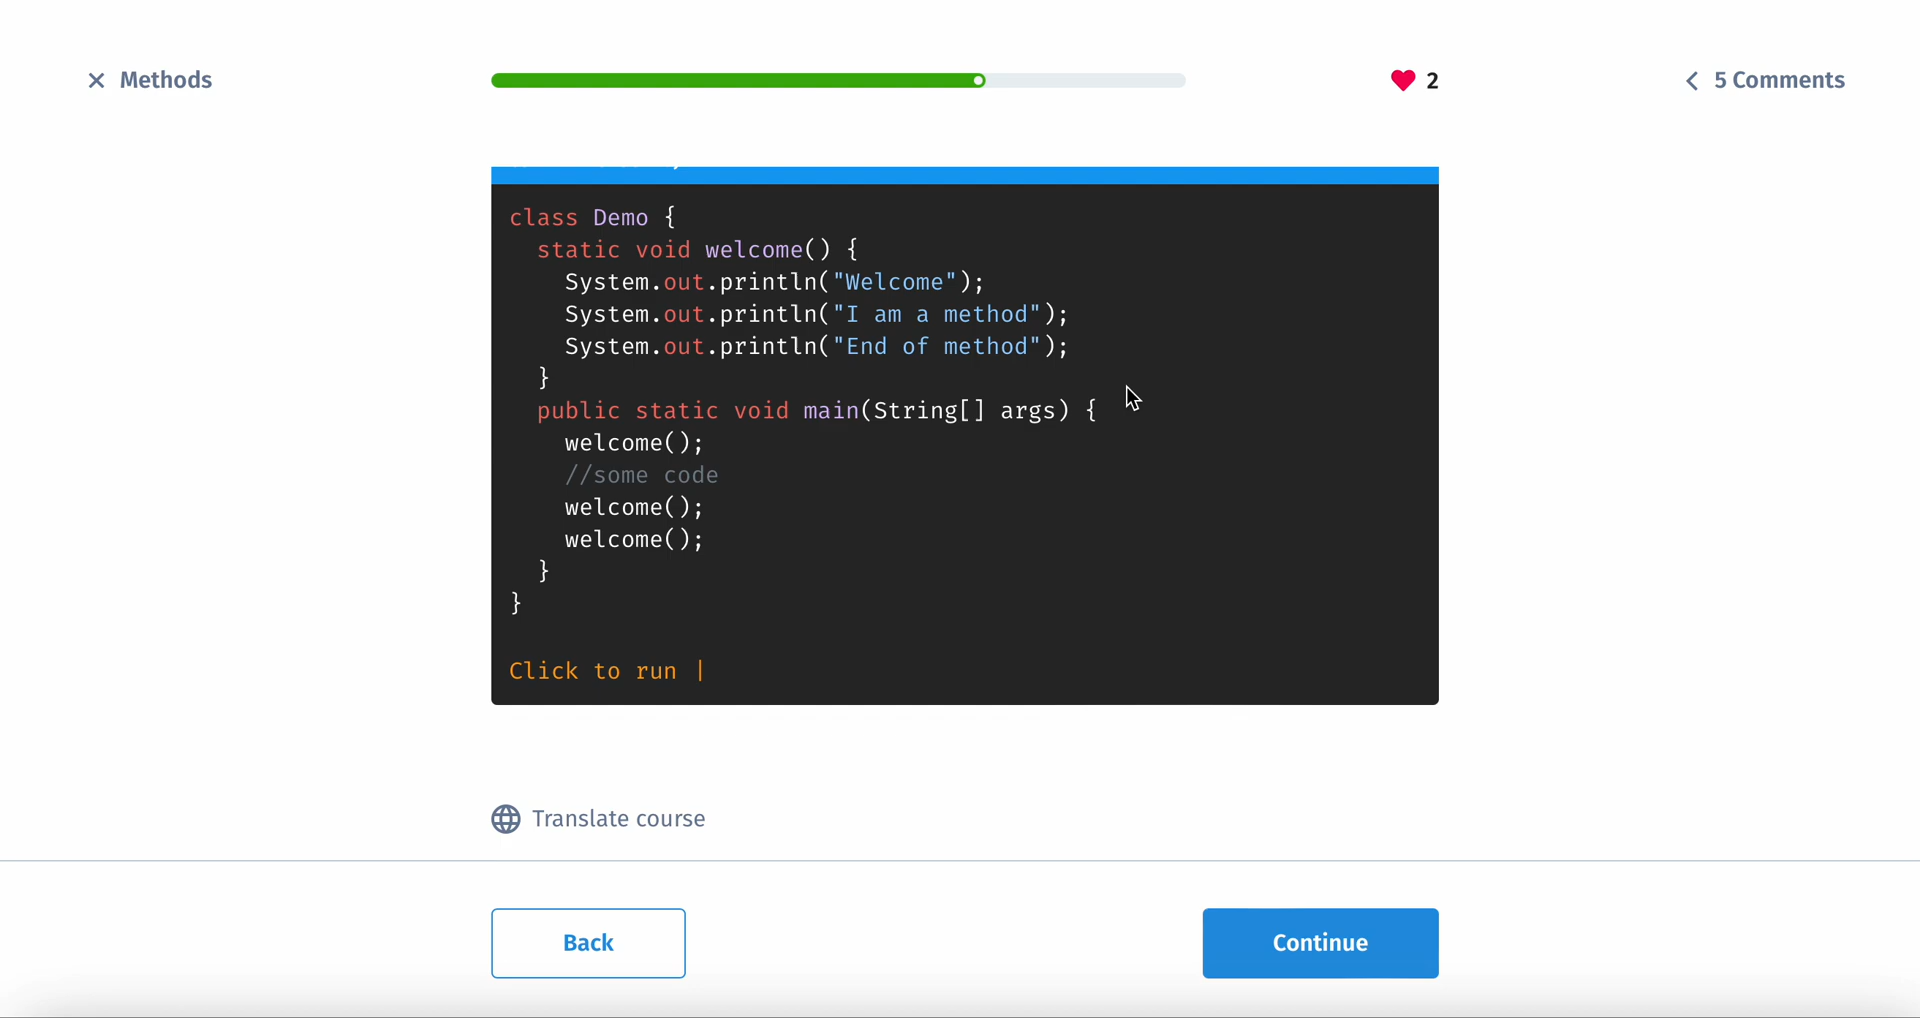 Methods
2
5 Comments
class Demo {
static void welcome() {
System.out.println("Welcome");
System.out.println("I am a method");
System.out.println("End of method");
}
public static void main(String[] args) {
welcome();
//some code
welcome();
welcome();
}
}
Click to run |
Translate course
Back
Continue